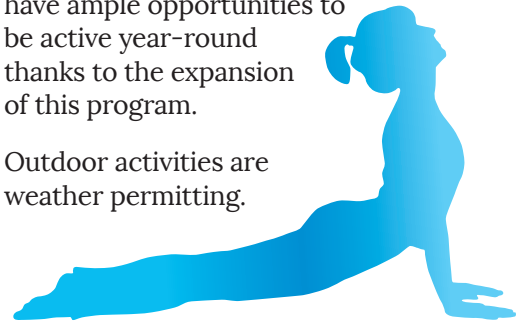 have ample opportunities to
be active year-round
thanks to the expansion
of this program.
Outdoor activities are
weather permitting.